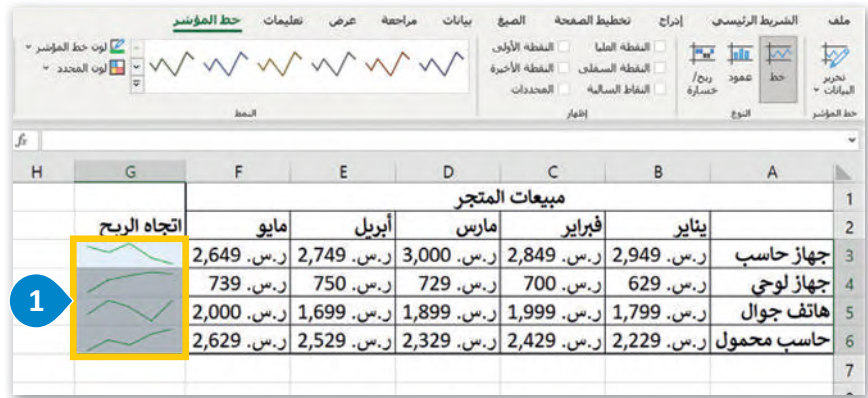 ملف الشريط الرئيسي إدراج تخطيط الصفحة الصيغ بيانات مراجعة عرض تعليمات خط المؤشر
تحرير البيانات
خط
عمود
ربح/ خسارة
النقطة العليا النقطة الأولى
النقطة السفلى النقطة الأخيرة
النقاط السالبة المحددات
لون خط المؤشر
لون المحدد
خط المؤشر النوع إظهار النمط
fx
A B C D E F G H
1 مبيعات المتجر
2 يناير فبراير مارس أبريل مايو اتجاه الربح
3 جهاز حاسب ر.س. 2,949 ر.س. 2,849 ر.س. 3,000 ر.س. 2,749 ر.س. 2,649
4 جهاز لوحي ر.س. 629 ر.س. 700 ر.س. 729 ر.س. 750 ر.س. 739
5 هاتف جوال ر.س. 1,799 ر.س. 1,999 ر.س. 1,899 ر.س. 1,699 ر.س. 2,000
6 حاسب محمول ر.س. 2,229 ر.س. 2,429 ر.س. 2,329 ر.س. 2,529 ر.س. 2,629
7
1